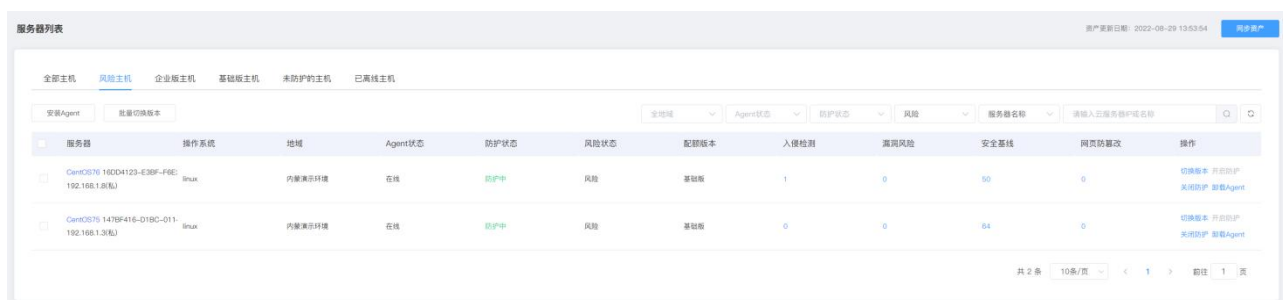 服务器列表
资产更新日期：2022-08-29 13:53:54 同步资产
全部主机 风险主机 企业版主机 基础版主机 未防护的主机 已离线主机
安装Agent 批量切换版本 全地域 Agent状态 防护状态 风险 服务器名称 请输入云服务器IP或名称
服务器 操作系统 地域 Agent状态 防护状态 风险状态 配额版本 入侵检测 漏洞风险 安全基线 网页防篡改 操作
CentOS76 16DD4123-E3BF-F6E: linux 内蒙演示环境 在线 防护中 风险 基础版 1 0 50 0 切换版本 开启防护
192.168.1.8(私) 关闭防护 卸载Agent
CentOS75 147BF416-D1BC-011- linux 内蒙演示环境 在线 防护中 风险 基础版 0 0 64 0 切换版本 开启防护
192.168.1.3(私) 关闭防护 卸载Agent
共 2 条 10条/页 < 1 > 前往 1 页